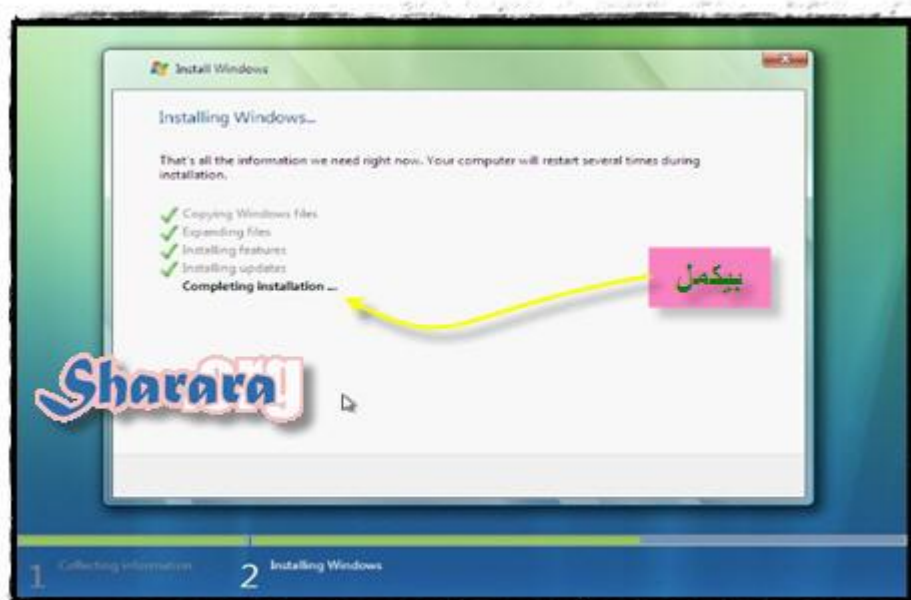 Install Windows
Installing Windows...
That's all the information we need right now. Your computer will restart several times during
installation.
Copying Windows files
Expanding files
Installing features
Installing updates
Completing installation ...
بيكمل
Sharara.org
1 Collecting information
2 Installing Windows